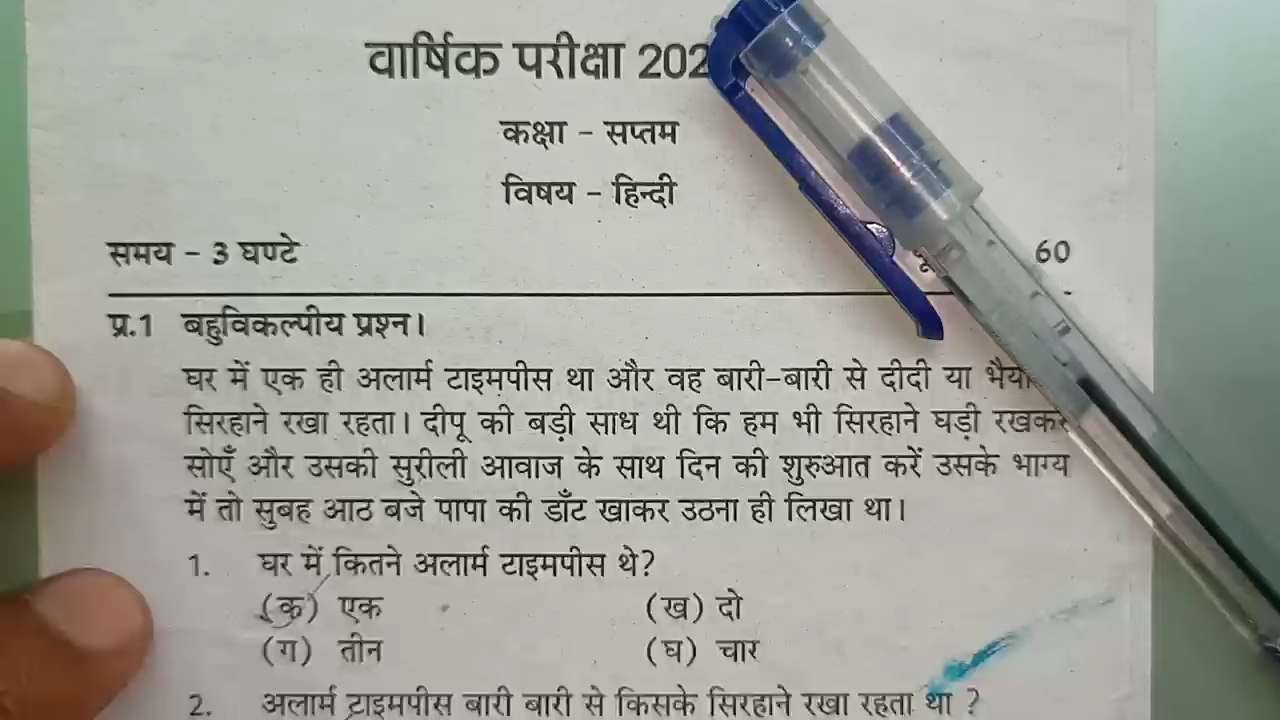 वार्षिक परीक्षा 202
कक्षा - सप्तम
विषय - हिन्दी
समय - 3 घण्टे 60
प्र.1 बहुविकल्पीय प्रश्न।
घर में एक ही अलार्म टाइमपीस था और वह बारी-बारी से दीदी या भैया
सिरहाने रखा रहता। दीपू की बड़ी साध थी कि हम भी सिरहाने घड़ी रखकर
सोएँ और उसकी सुरीली आवाज के साथ दिन की शुरुआत करें उसके भाग्य
में तो सुबह आठ बजे पापा की डाँट खाकर उठना ही लिखा था।
1. घर में कितने अलार्म टाइमपीस थे?
(क) एक (ख) दो
(ग) तीन (घ) चार
2. अलार्म टाइमपीस बारी बारी से किसके सिरहाने रखा रहता था ?